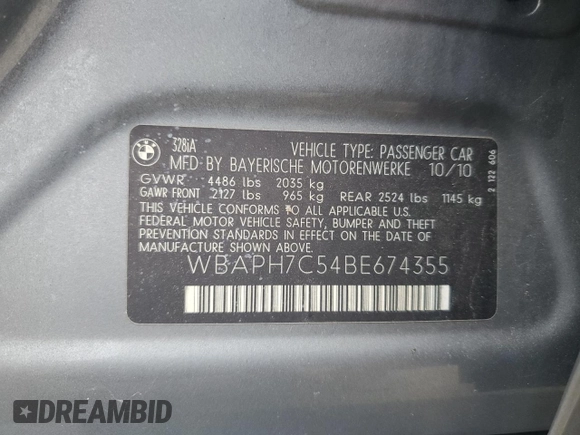 328iA
VEHICLE TYPE: PASSENGER CAR
MFD·BY BAYERISCHE MOTORENWERKE 10/10
GVWR 4486 lbs 2035 kg
GAWR FRONT 2127 lbs 965 kg REAR 2524 lbs 1145 kg
THIS VEHICLE CONFORMS TO ALL APPLICABLE U.S.
FEDERAL MOTOR VEHICLE SAFETY, BUMPER AND THEFT
PREVENTION STANDARDS IN EFFECT ON THE DATE OF
MANUFACTURE SHOWN ABOVE.
WBAPH7C54BE674355
2 122 606
DREAMBID